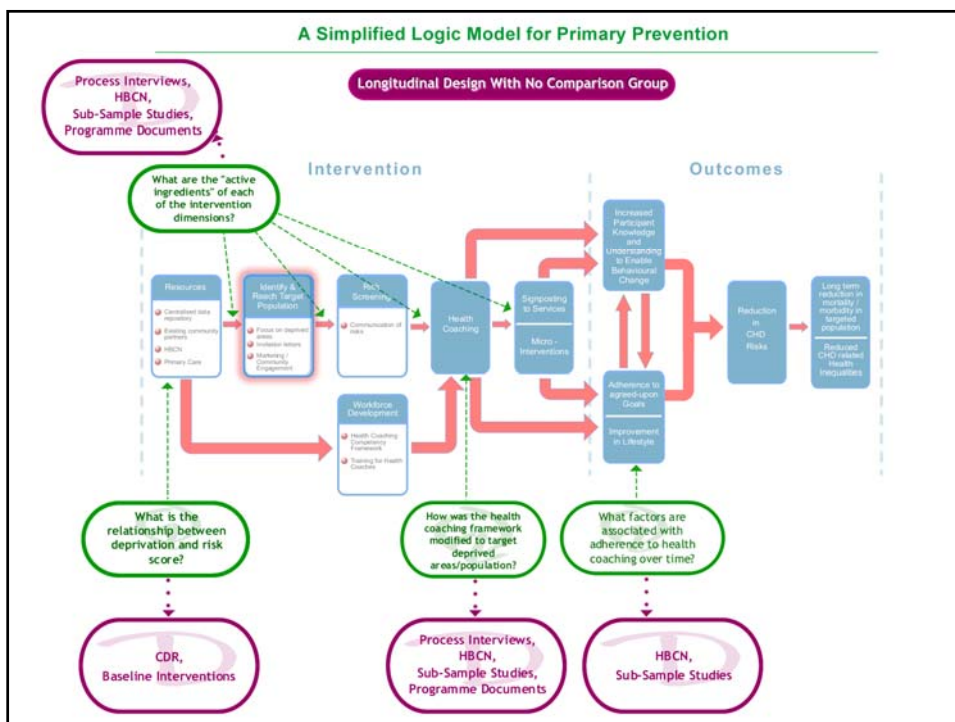 A Simplified Logic Model for Primary Prevention
Longitudinal Design With No Comparison Group
Process Interviews,
HBCN,
Sub-Sample Studies,
Programme Documents
Intervention
Outcomes
What are the "active
ingredients" of each
of the intervention
dimensions?
Resources
Centralised data
repository
Existing community
partners
HBCN
Primary Care
Identify &
Reach Target
Population
Focus on deprived
areas
Invitation letters
Marketing /
Community
Engagement
Risk
Screening
Communication of
risks
Health
Coaching
Signposting
to Services
Micro -
Interventions
Increased
Participant
Knowledge
and
Understanding
to Enable
Behavioural
Change
Adherence to
agreed-upon
Goals
Improvement
in Lifestyle
Reduction
in
CHD
Risks
Long term
reduction in
mortality /
morbidity in
targeted
population
Reduced
CHD related
Health
Inequalities
Workforce
Development
Health Coaching
Competency
Framework
Training for Health
Coaches
What is the
relationship between
deprivation and risk
score?
How was the health
coaching framework
modified to target
deprived
areas/population?
What factors are
associated with
adherence to health
coaching over time?
CDR,
Baseline Interventions
Process Interviews,
HBCN,
Sub-Sample Studies,
Programme Documents
HBCN,
Sub-Sample Studies